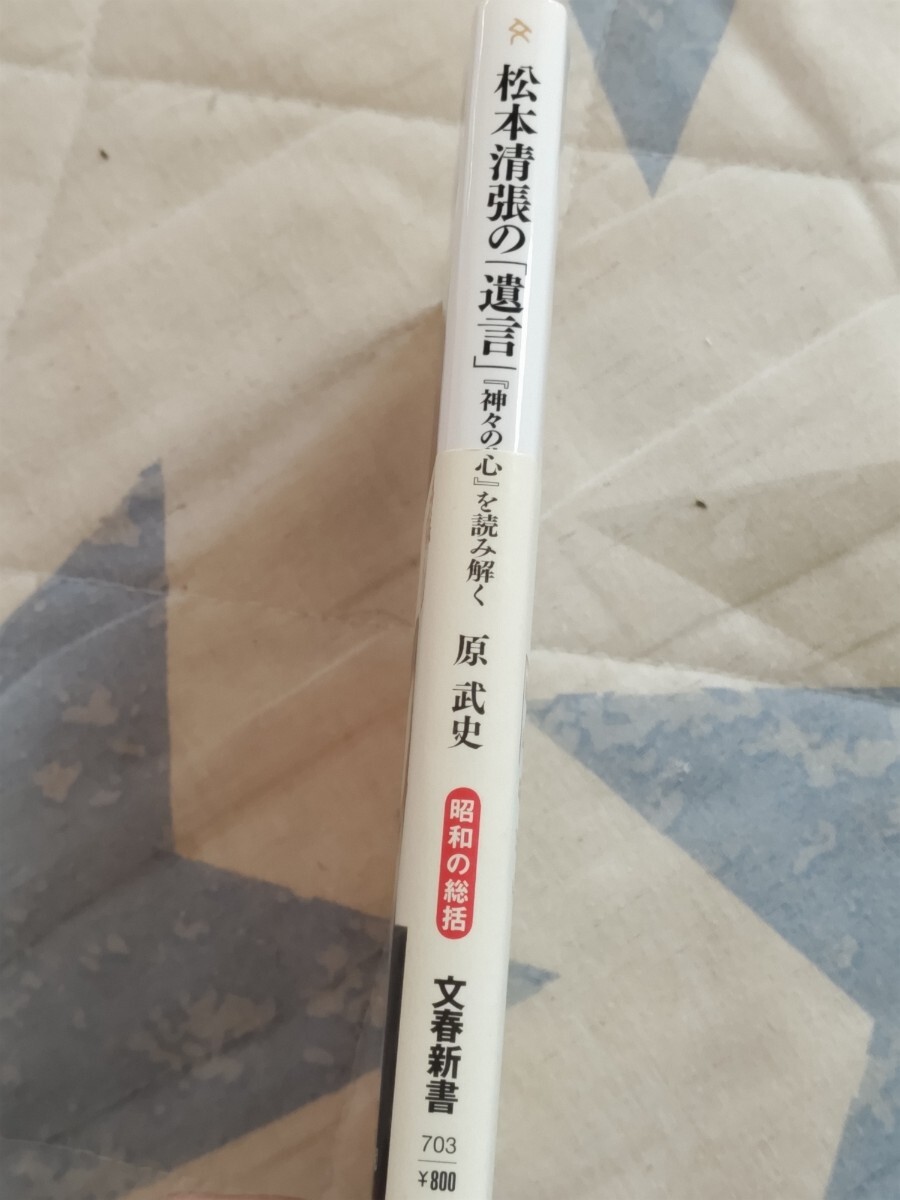 松本清張の「遺言」
『神々の心』を読み解く
原 武史
昭和の総括
文春新書
703
¥800